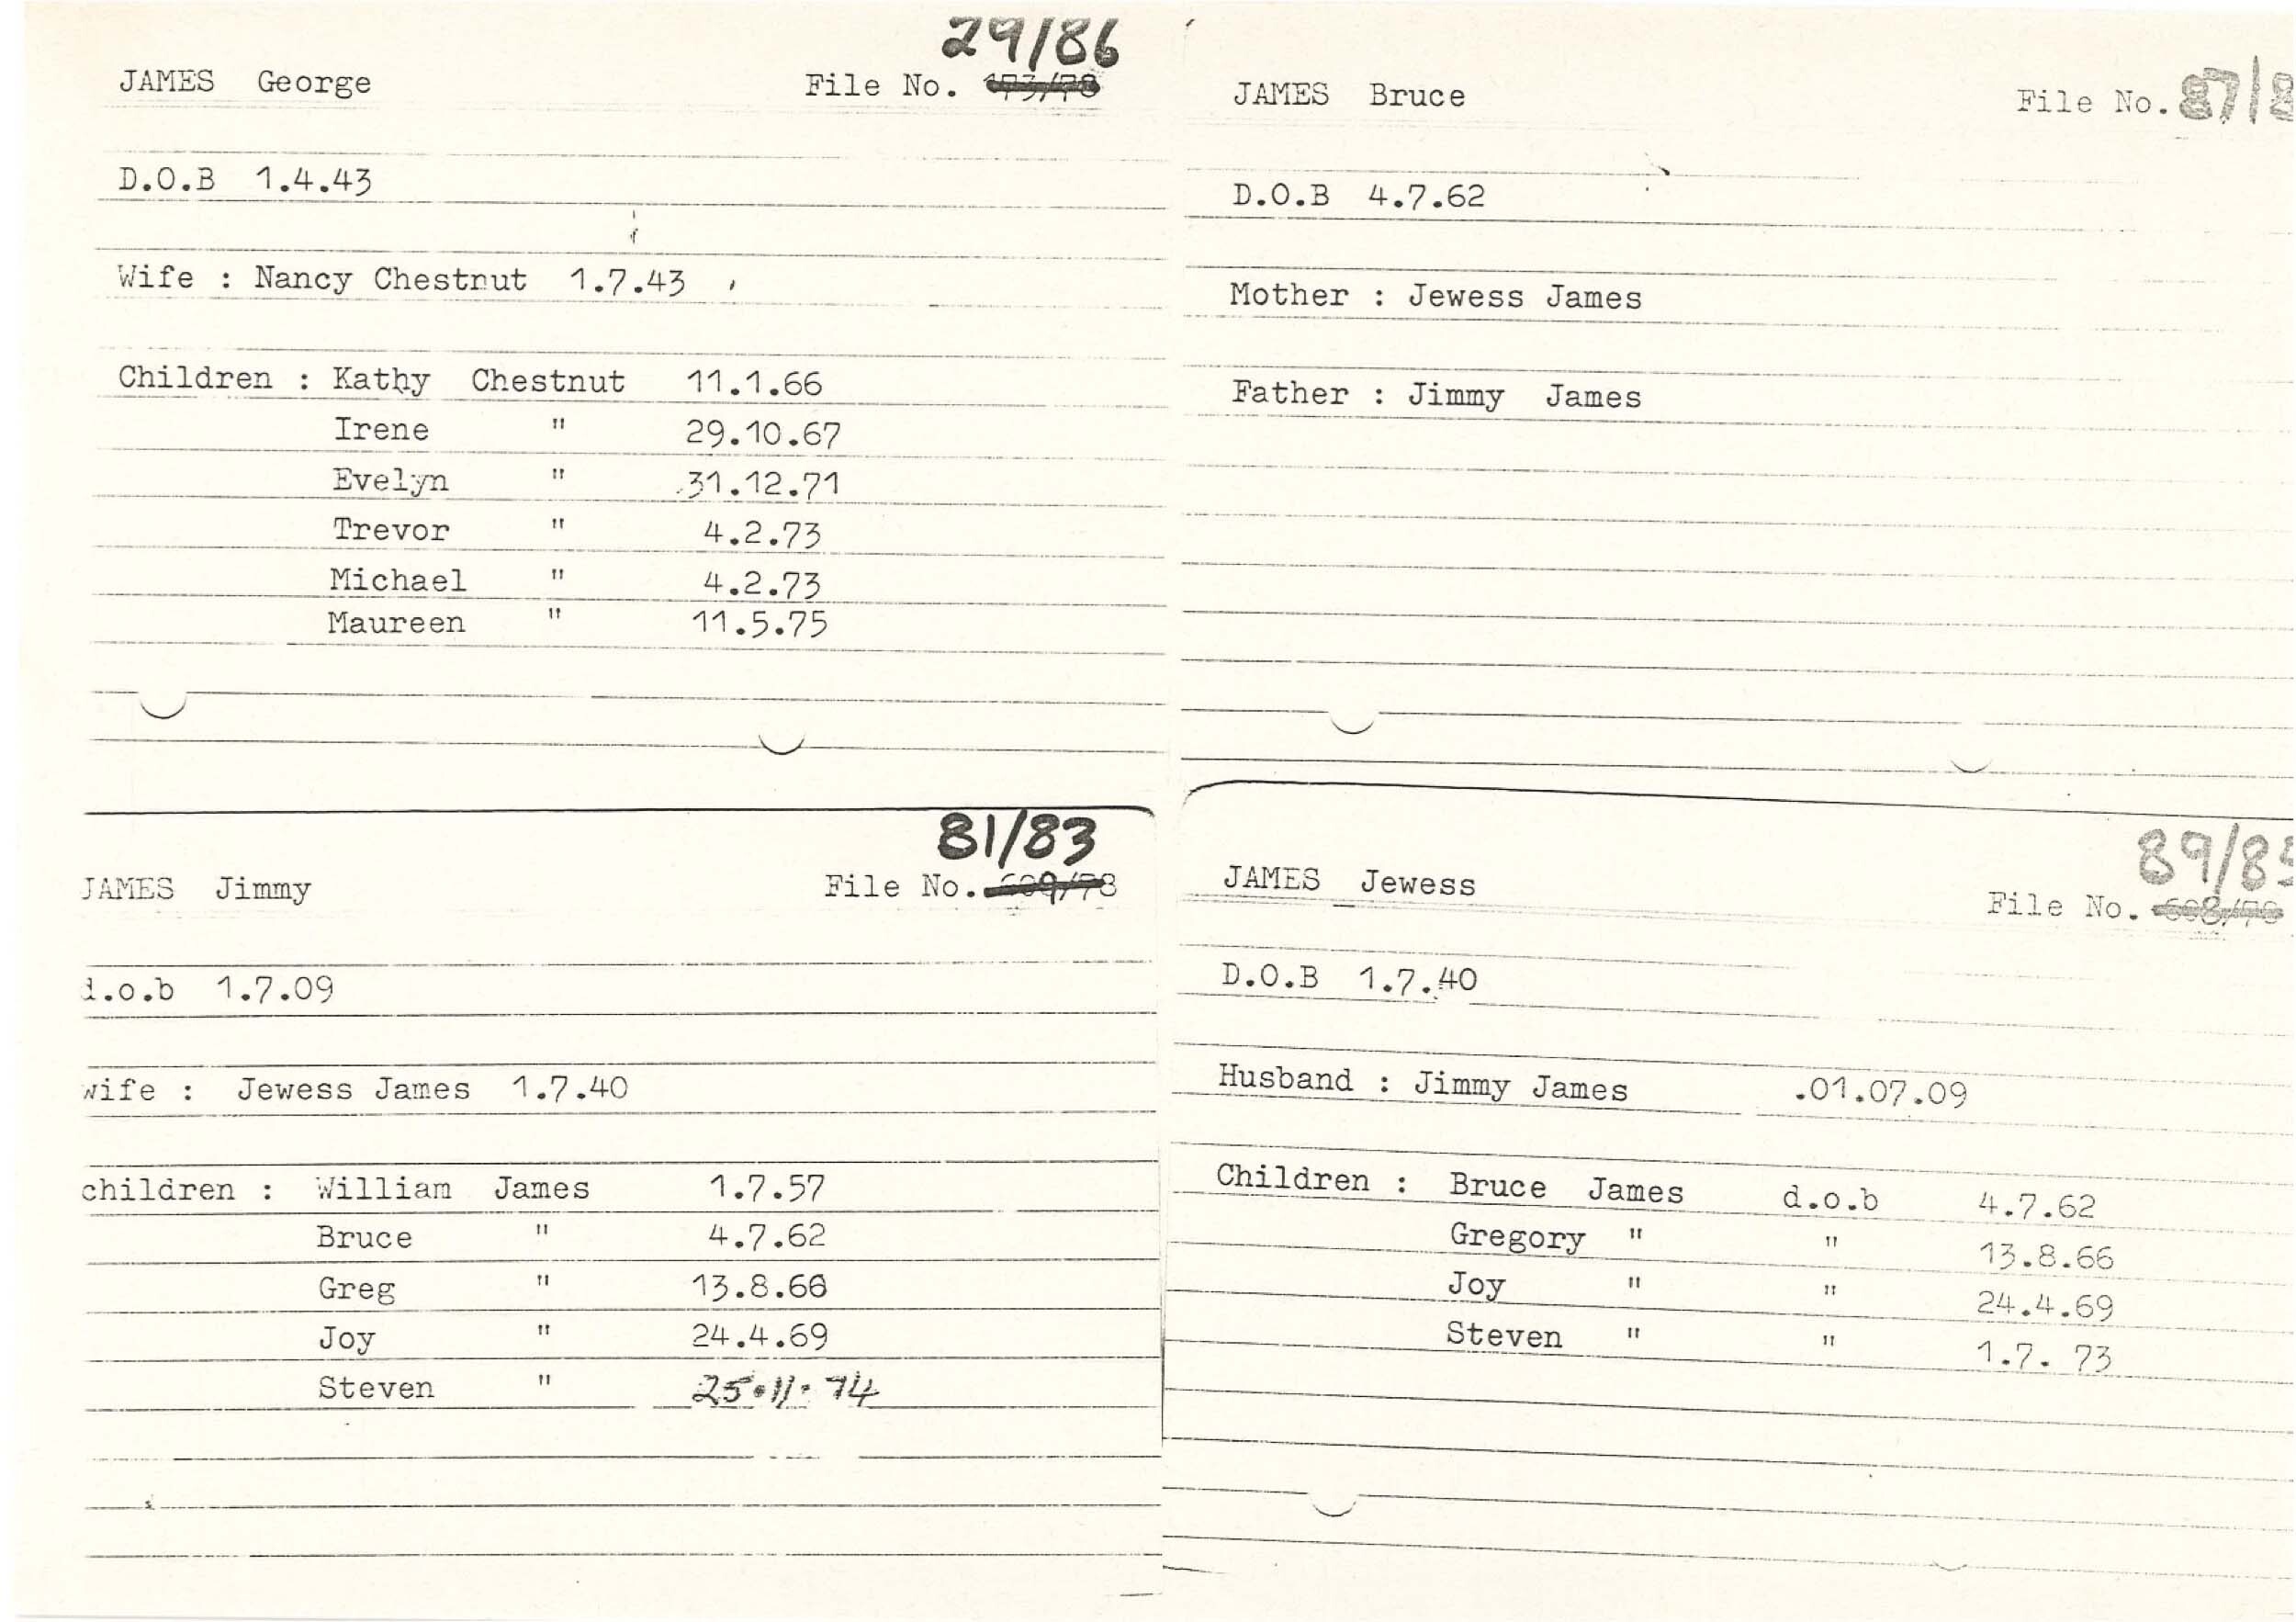 29/86
JAMES George File No.
D.O.B 1.4.43
Wife : Nancy Chestnut 1.7.43
Children : Kathy Chestnut 11.1.66
Irene " 29.10.67
Evelyn " 31.12.71
Trevor " 4.2.73
Michael " 4.2.73
Maureen " 11.5.75
JAMES Bruce File No.
D.O.B 4.7.62
Mother : Jewess James
Father : Jimmy James
81/83
JAMES Jimmy File No.
d.o.b 1.7.09
wife : Jewess James 1.7.40
children : William James 1.7.57
Bruce " 4.7.62
Greg " 13.8.66
Joy " 24.4.69
Steven " 25.11.74
JAMES Jewess
File No.
D.O.B 1.7.40
Husband : Jimmy James .01.07.09
Children : Bruce James d.o.b 4.7.62
Gregory " " 13.8.66
Joy " " 24.4.69
Steven " " 1.7. 73